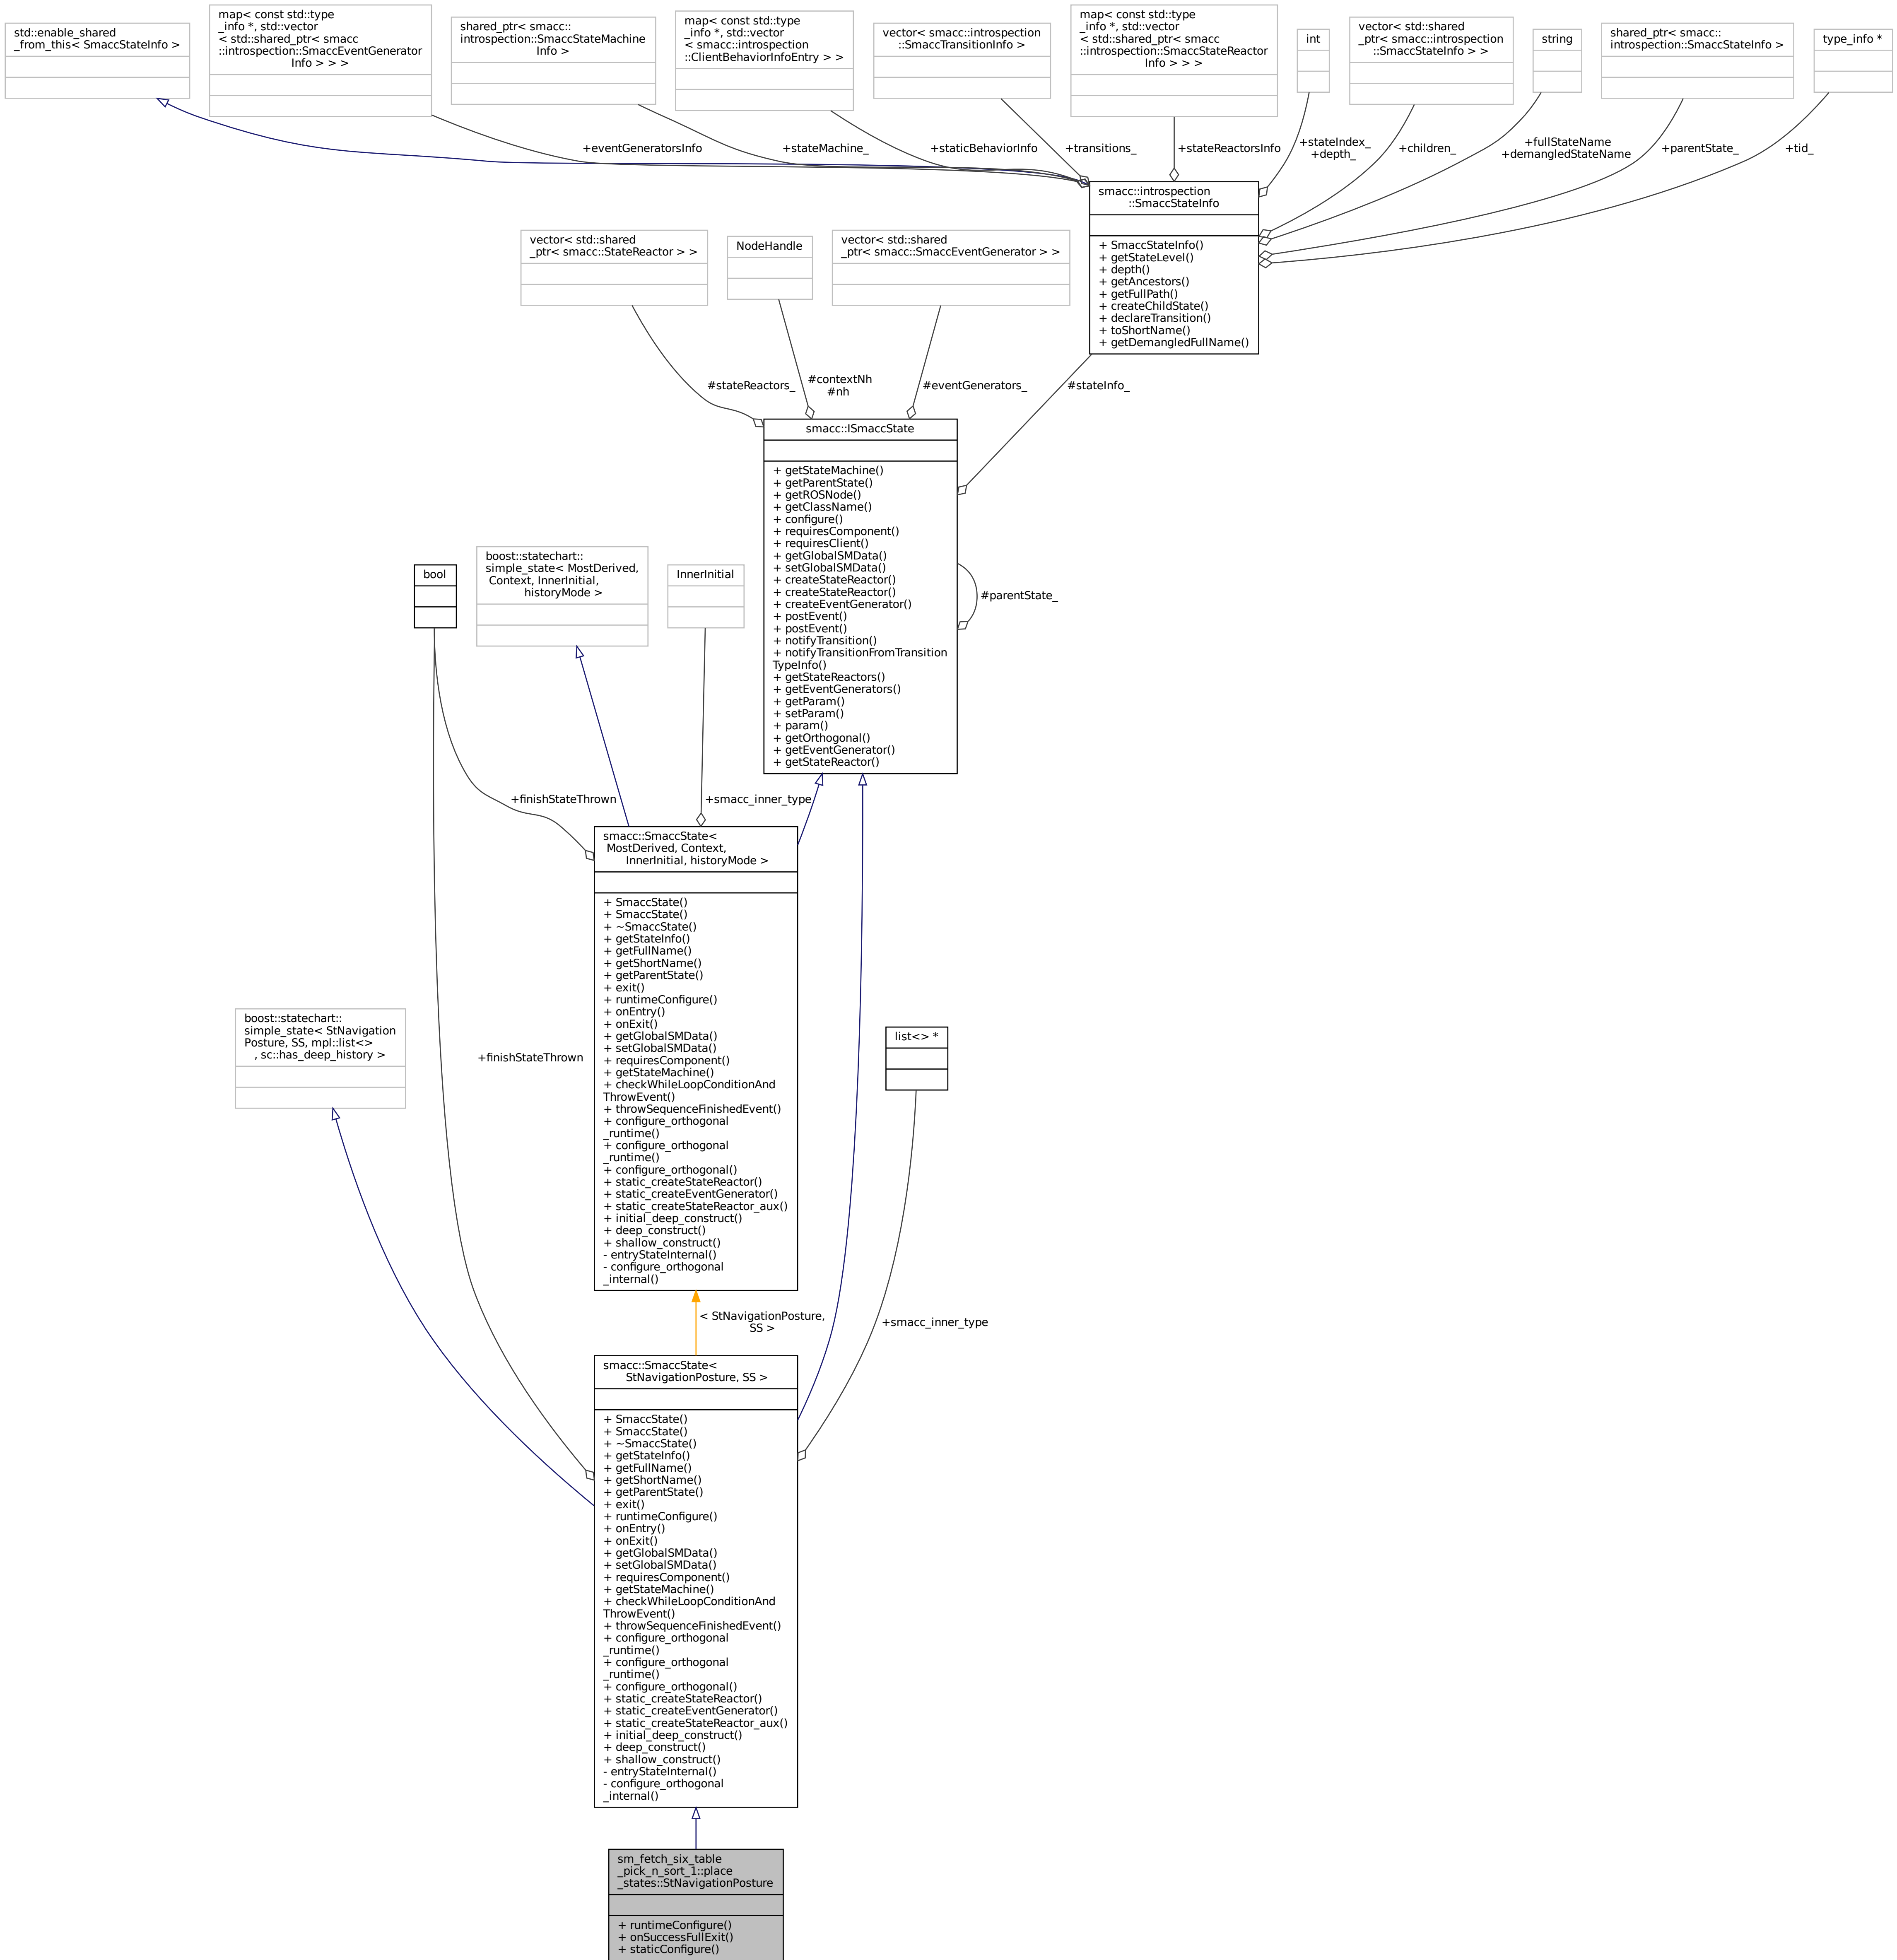 std::enable_shared
_from_this< SmaccStateInfo >
map< const std::type
_info *, std::vector
< std::shared_ptr< smacc
::introspection::SmaccEventGenerator
Info > > >
shared_ptr< smacc::
introspection::SmaccStateMachine
Info >
map< const std::type
_info *, std::vector
< smacc::introspection
::ClientBehaviorInfoEntry > >
vector< smacc::introspection
::SmaccTransitionInfo >
map< const std::type
_info *, std::vector
< std::shared_ptr< smacc
::introspection::SmaccStateReactor
Info > > >
int
vector< std::shared
_ptr< smacc::introspection
::SmaccStateInfo > >
string
shared_ptr< smacc::
introspection::SmaccStateInfo >
type_info *
+eventGeneratorsInfo
+stateMachine_
+staticBehaviorInfo
+transitions_
+stateReactorsInfo
+stateIndex_
+depth_
+children_
+fullStateName
+demangledStateName
+parentState_
+tid_
smacc::introspection
::SmaccStateInfo
+ SmaccStateInfo()
+ getStateLevel()
+ depth()
+ getAncestors()
+ getFullPath()
+ createChildState()
+ declareTransition()
+ toShortName()
+ getDemangledFullName()
vector< std::shared
_ptr< smacc::StateReactor > >
NodeHandle
vector< std::shared
_ptr< smacc::SmaccEventGenerator > >
#stateReactors_
#contextNh
#nh
#eventGenerators_
#stateInfo_
smacc::ISmaccState
+ getStateMachine()
+ getParentState()
+ getROSNode()
+ getClassName()
+ configure()
+ requiresComponent()
+ requiresClient()
+ getGlobalSMData()
+ setGlobalSMData()
+ createStateReactor()
+ createStateReactor()
+ createEventGenerator()
+ postEvent()
+ postEvent()
+ notifyTransition()
+ notifyTransitionFromTransition
TypeInfo()
+ getStateReactors()
+ getEventGenerators()
+ getParam()
+ setParam()
+ param()
+ getOrthogonal()
+ getEventGenerator()
+ getStateReactor()
#parentState_
bool
boost::statechart::
simple_state< MostDerived,
Context, InnerInitial,
historyMode >
InnerInitial
+finishStateThrown
+smacc_inner_type
smacc::SmaccState<
MostDerived, Context,
InnerInitial, historyMode >
+ SmaccState()
+ SmaccState()
+ ~SmaccState()
+ getStateInfo()
+ getFullName()
+ getShortName()
+ getParentState()
+ exit()
+ runtimeConfigure()
+ onEntry()
+ onExit()
+ getGlobalSMData()
+ setGlobalSMData()
+ requiresComponent()
+ getStateMachine()
+ checkWhileLoopConditionAnd
ThrowEvent()
+ throwSequenceFinishedEvent()
+ configure_orthogonal
_runtime()
+ configure_orthogonal
_runtime()
+ configure_orthogonal()
+ static_createStateReactor()
+ static_createEventGenerator()
+ static_createStateReactor_aux()
+ initial_deep_construct()
+ deep_construct()
+ shallow_construct()
- entryStateInternal()
- configure_orthogonal
_internal()
boost::statechart::
simple_state< StNavigation
Posture, SS, mpl::list<>
, sc::has_deep_history >
+finishStateThrown
list<> *
< StNavigationPosture,
SS >
+smacc_inner_type
smacc::SmaccState<
StNavigationPosture, SS >
+ SmaccState()
+ SmaccState()
+ ~SmaccState()
+ getStateInfo()
+ getFullName()
+ getShortName()
+ getParentState()
+ exit()
+ runtimeConfigure()
+ onEntry()
+ onExit()
+ getGlobalSMData()
+ setGlobalSMData()
+ requiresComponent()
+ getStateMachine()
+ checkWhileLoopConditionAnd
ThrowEvent()
+ throwSequenceFinishedEvent()
+ configure_orthogonal
_runtime()
+ configure_orthogonal
_runtime()
+ configure_orthogonal()
+ static_createStateReactor()
+ static_createEventGenerator()
+ static_createStateReactor_aux()
+ initial_deep_construct()
+ deep_construct()
+ shallow_construct()
- entryStateInternal()
- configure_orthogonal
_internal()
sm_fetch_six_table
_pick_n_sort_1::place
_states::StNavigationPosture
+ runtimeConfigure()
+ onSuccessFullExit()
+ staticConfigure()